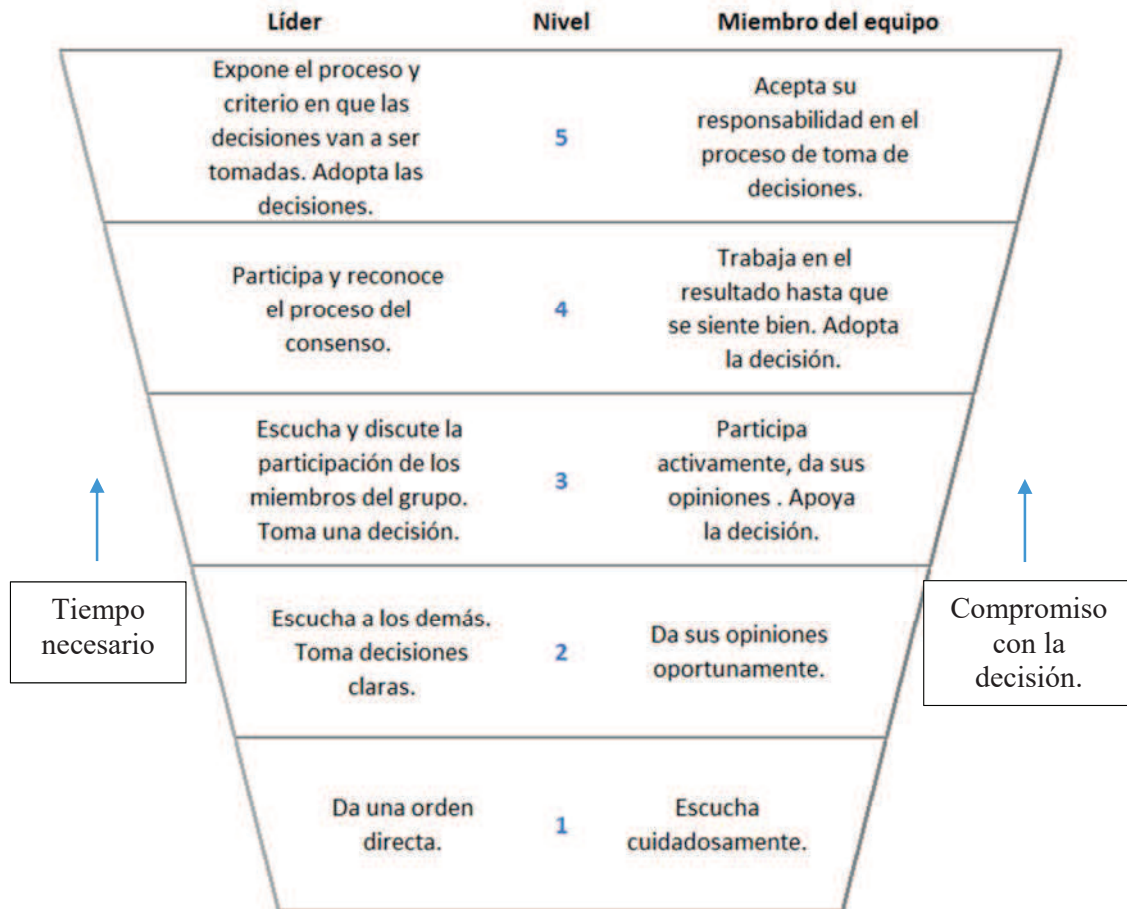 Líder Nivel Miembro del equipo
Expone el proceso y
criterio en que las
decisiones van a ser
tomadas. Adopta las
decisiones.
5
Acepta su
responsabilidad en el
proceso de toma de
decisiones.
Participa y reconoce
el proceso del
consenso.
4
Trabaja en el
resultado hasta que
se siente bien. Adopta
la decisión.
Escucha y discute la
participación de los
miembros del grupo.
Toma una decisión.
3
Participa
activamente, da sus
opiniones . Apoya
la decisión.
Tiempo
necesario
Escucha a los demás.
Toma decisiones
claras.
2
Da sus opiniones
oportunamente.
Compromiso
con la
decisión.
Da una orden
directa.
1
Escucha
cuidadosamente.